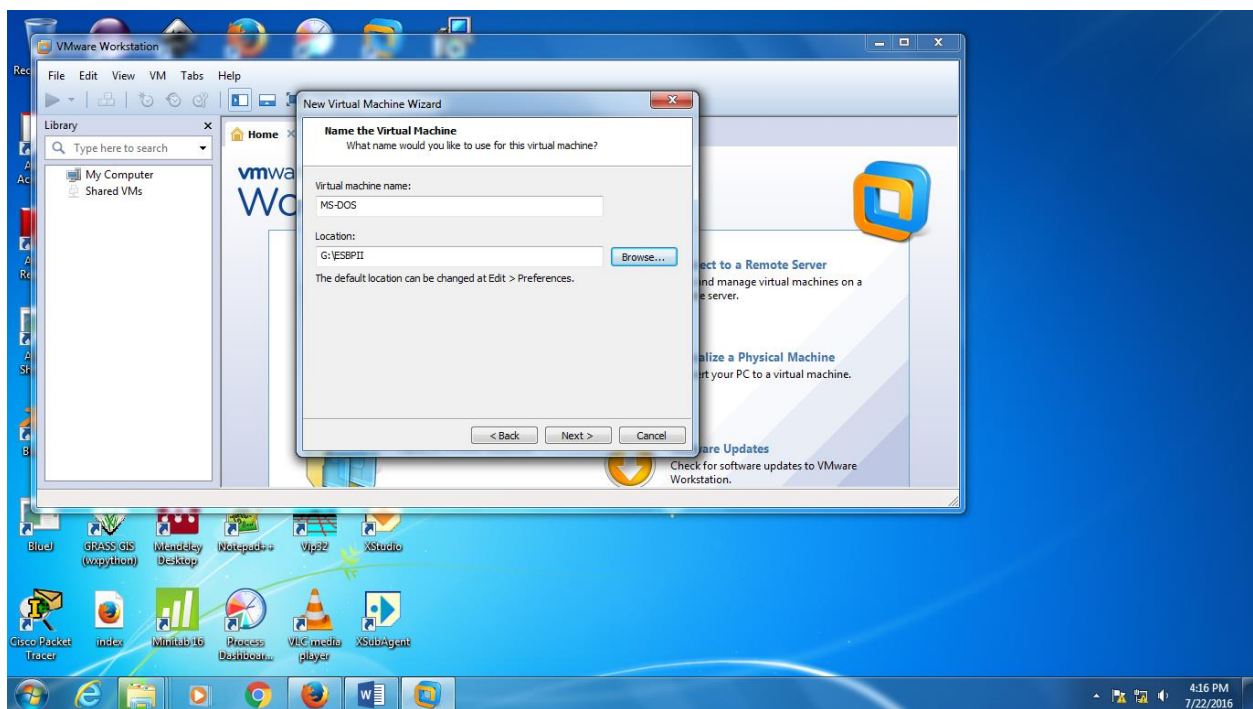 VMware Workstation
File Edit View VM Tabs Help
Library
Type here to search
My Computer
Shared VMs
Home
vmwa
Wo
New Virtual Machine Wizard
Name the Virtual Machine
What name would you like to use for this virtual machine?
Virtual machine name:
MS-DOS
Location:
G:\ESBPII
Browse...
The default location can be changed at Edit > Preferences.
< Back
Next >
Cancel
ect to a Remote Server
nd manage virtual machines on a
e server.
alize a Physical Machine
rt your PC to a virtual machine.
are Updates
Check for software updates to VMware
Workstation.
Rec
BlueJ
GRASS GIS
(wxpython)
Mendeley
Desktop
Notepad++
Vip32
XStudio
Cisco Packet
Tracer
index
Minitab 16
Process
Dashboar...
VLC media
player
XSubAgent
4:16 PM
7/22/2016